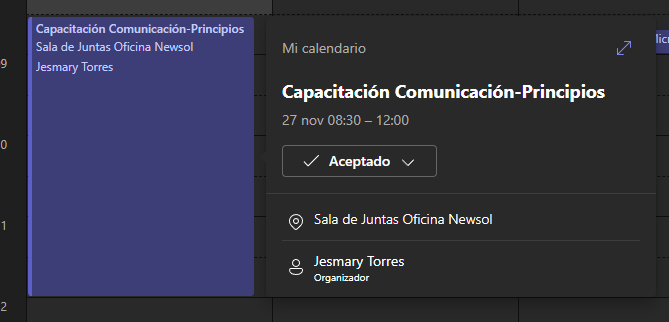 Capacitación Comunicación-Principios
Sala de Juntas Oficina Newsol
Jesmary Torres
9
0
1
2
Mi calendario
Capacitación Comunicación-Principios
27 nov 08:30 – 12:00
Aceptado
Sala de Juntas Oficina Newsol
Jesmary Torres
Organizador